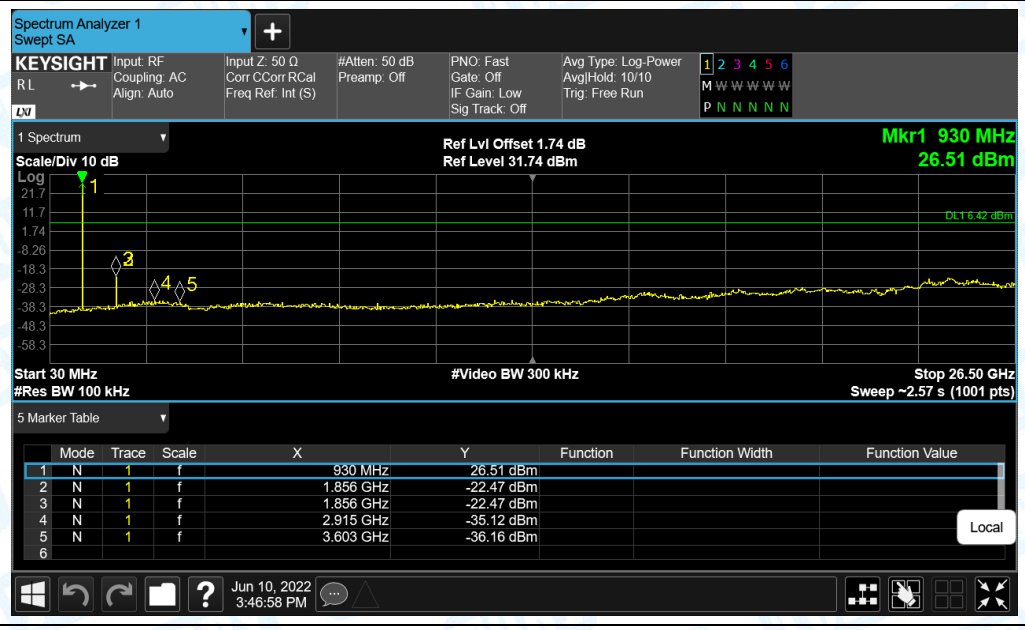 Spectrum Analyzer 1
Swept SA
+
KEYSIGHT
R L
LXI
Input: RF
Coupling: AC
Align: Auto
Input Z: 50 Ω
Corr CCorr RCal
Freq Ref: Int (S)
#Atten: 50 dB
Preamp: Off
PNO: Fast
Gate: Off
IF Gain: Low
Sig Track: Off
Avg Type: Log-Power
Avg|Hold: 10/10
Trig: Free Run
1 2 3 4 5 6
M W W W W W
P N N N N N
1 Spectrum
Scale/Div 10 dB
Ref Lvl Offset 1.74 dB
Ref Level 31.74 dBm
Mkr1 930 MHz
26.51 dBm
Log
21.7
11.7
1.74
-8.26
-18.3
-28.3
-38.3
-48.3
-58.3
1
3
4
5
DL1 6.42 dBm
Start 30 MHz
#Video BW 300 kHz
Stop 26.50 GHz
#Res BW 100 kHz
Sweep ~2.57 s (1001 pts)
5 Marker Table
Mode Trace Scale X Y Function Function Width Function Value
1 N 1 f 930 MHz 26.51 dBm
2 N 1 f 1.856 GHz -22.47 dBm
3 N 1 f 1.856 GHz -22.47 dBm
4 N 1 f 2.915 GHz -35.12 dBm
5 N 1 f 3.603 GHz -36.16 dBm
6
Local
?
Jun 10, 2022
3:46:58 PM